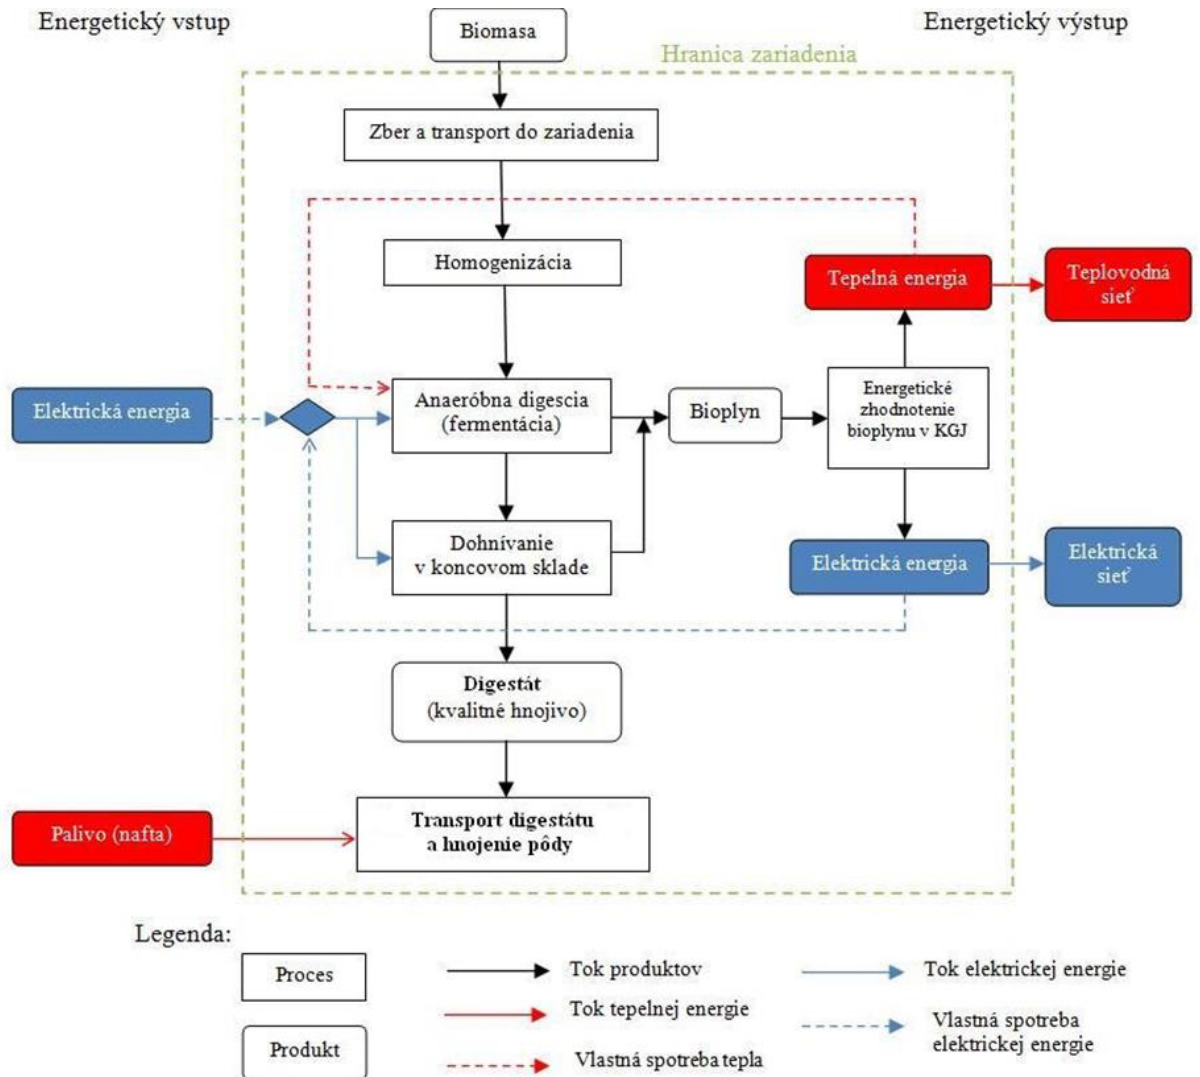 Energetický vstup
Biomasa
Energetický výstup
Hranica zariadenia
Zber a transport do zariadenia
Homogenizácia
Tepelná energia
Teplovodná
sieť
Elektrická energia
Anaeróbna digescia
(fermentácia)
Bioplyn
Energetické
zhodnotenie
bioplynu v KGJ
Dohnívanie
v koncovom sklade
Elektrická energia
Elektrická
sieť
Digestát
(kvalitné hnojivo)
Palivo (nafta)
Transport digestátu
a hnojenie pôdy
Legenda:
Proces
Produkt
Tok produktov
Tok tepelnej energie
Vlastná spotreba tepla
Tok elektrickej energie
Vlastná spotreba
elektrickej energie